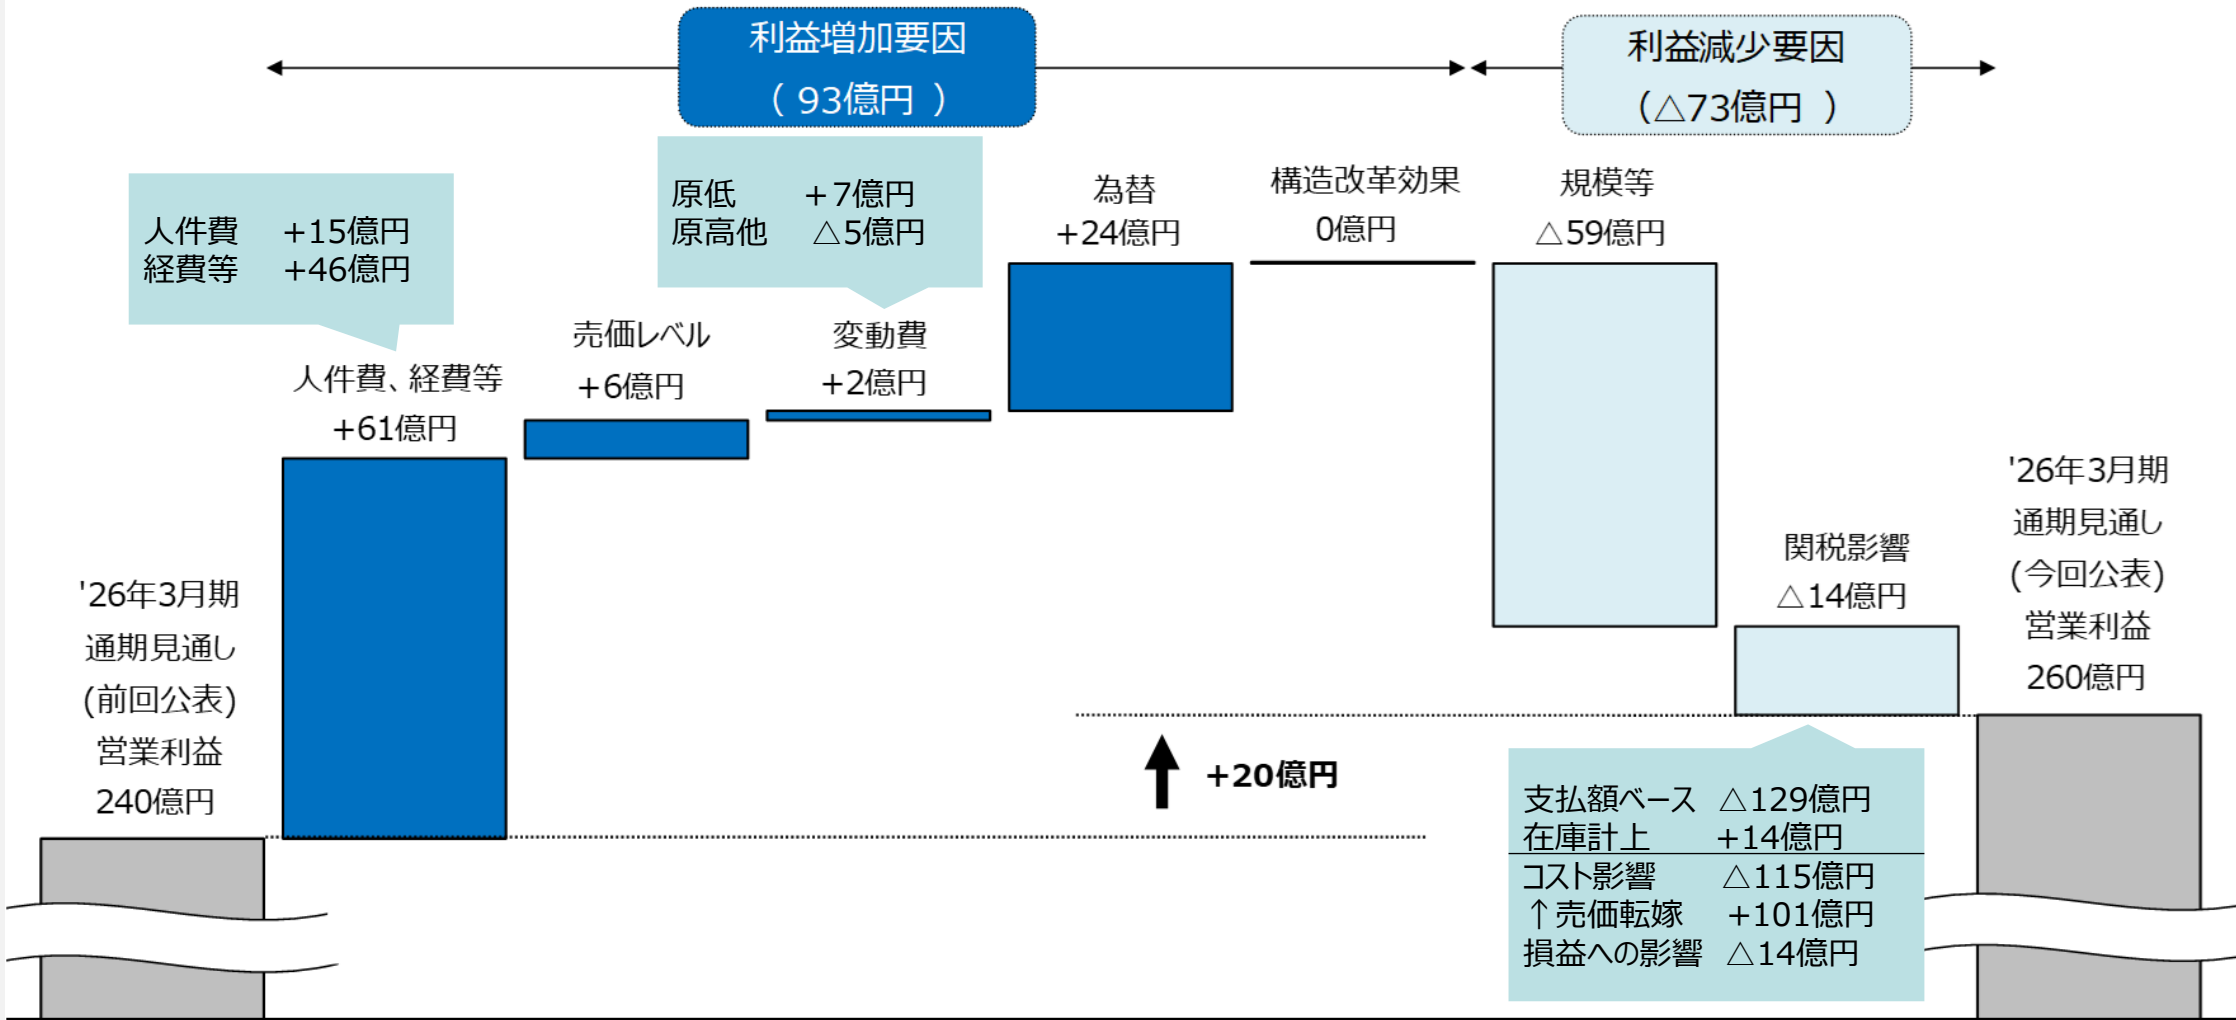 利益増加要因
（ 93億円 ）
利益減少要因
（△73億円 ）
人件費 +15億円
経費等 +46億円
原低 +7億円
原高他 △5億円
'26年3月期
通期見通し
(前回公表)
営業利益
240億円
人件費、経費等
+61億円
売価レベル
+6億円
変動費
+2億円
為替
+24億円
構造改革効果
0億円
規模等
△59億円
関税影響
△14億円
'26年3月期
通期見通し
(今回公表)
営業利益
260億円
+20億円
支払額ベース △129億円
在庫計上 +14億円
コスト影響 △115億円
↑売価転嫁 +101億円
損益への影響 △14億円